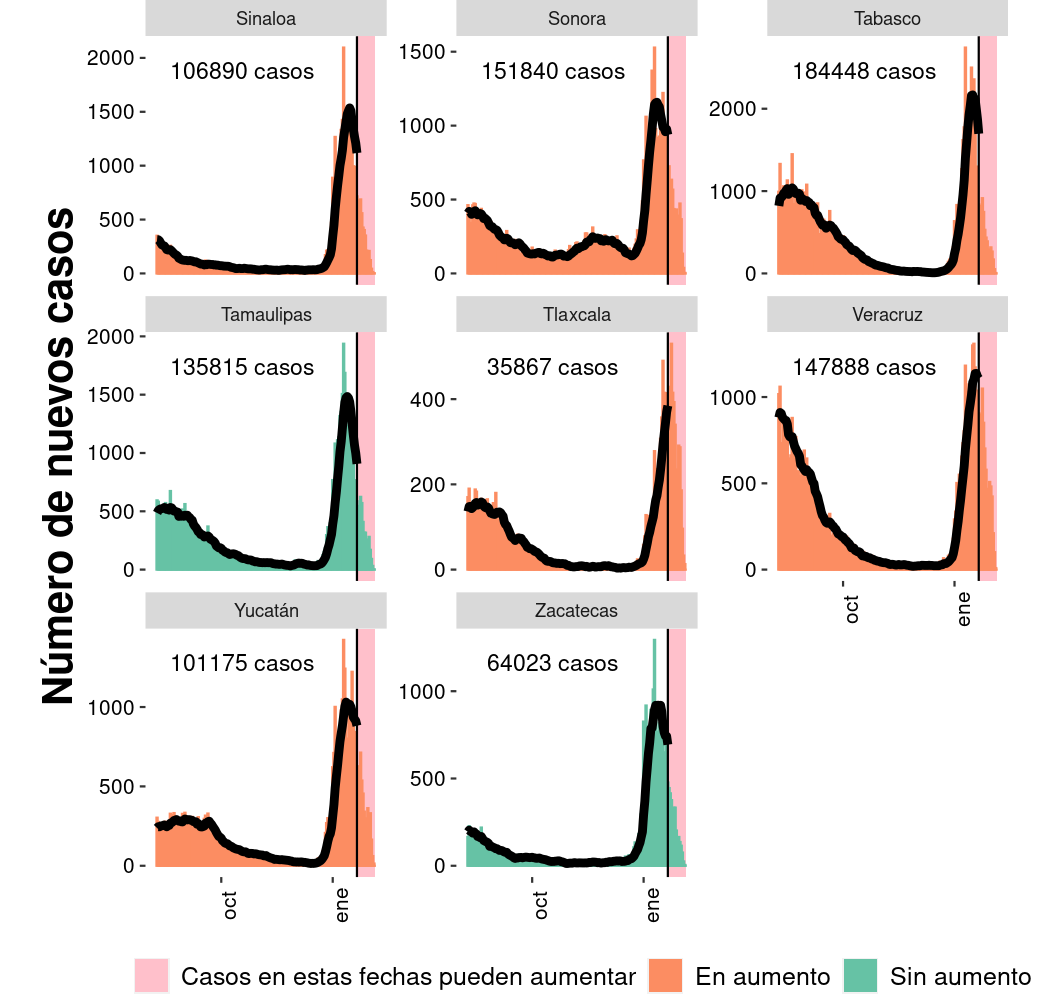 Número de nuevos casos
Sinaloa
Sonora
Tabasco
106890 casos
151840 casos
184448 casos
2000
1500
1000
500
0
1500
1000
500
0
2000
1000
0
Tamaulipas
Tlaxcala
Veracruz
135815 casos
35867 casos
147888 casos
2000
1500
1000
500
0
400
200
0
1000
500
0
oct
ene
Yucatán
Zacatecas
101175 casos
64023 casos
1000
500
0
1000
500
0
oct
ene
oct
ene
Casos en estas fechas pueden aumentar
En aumento
Sin aumento